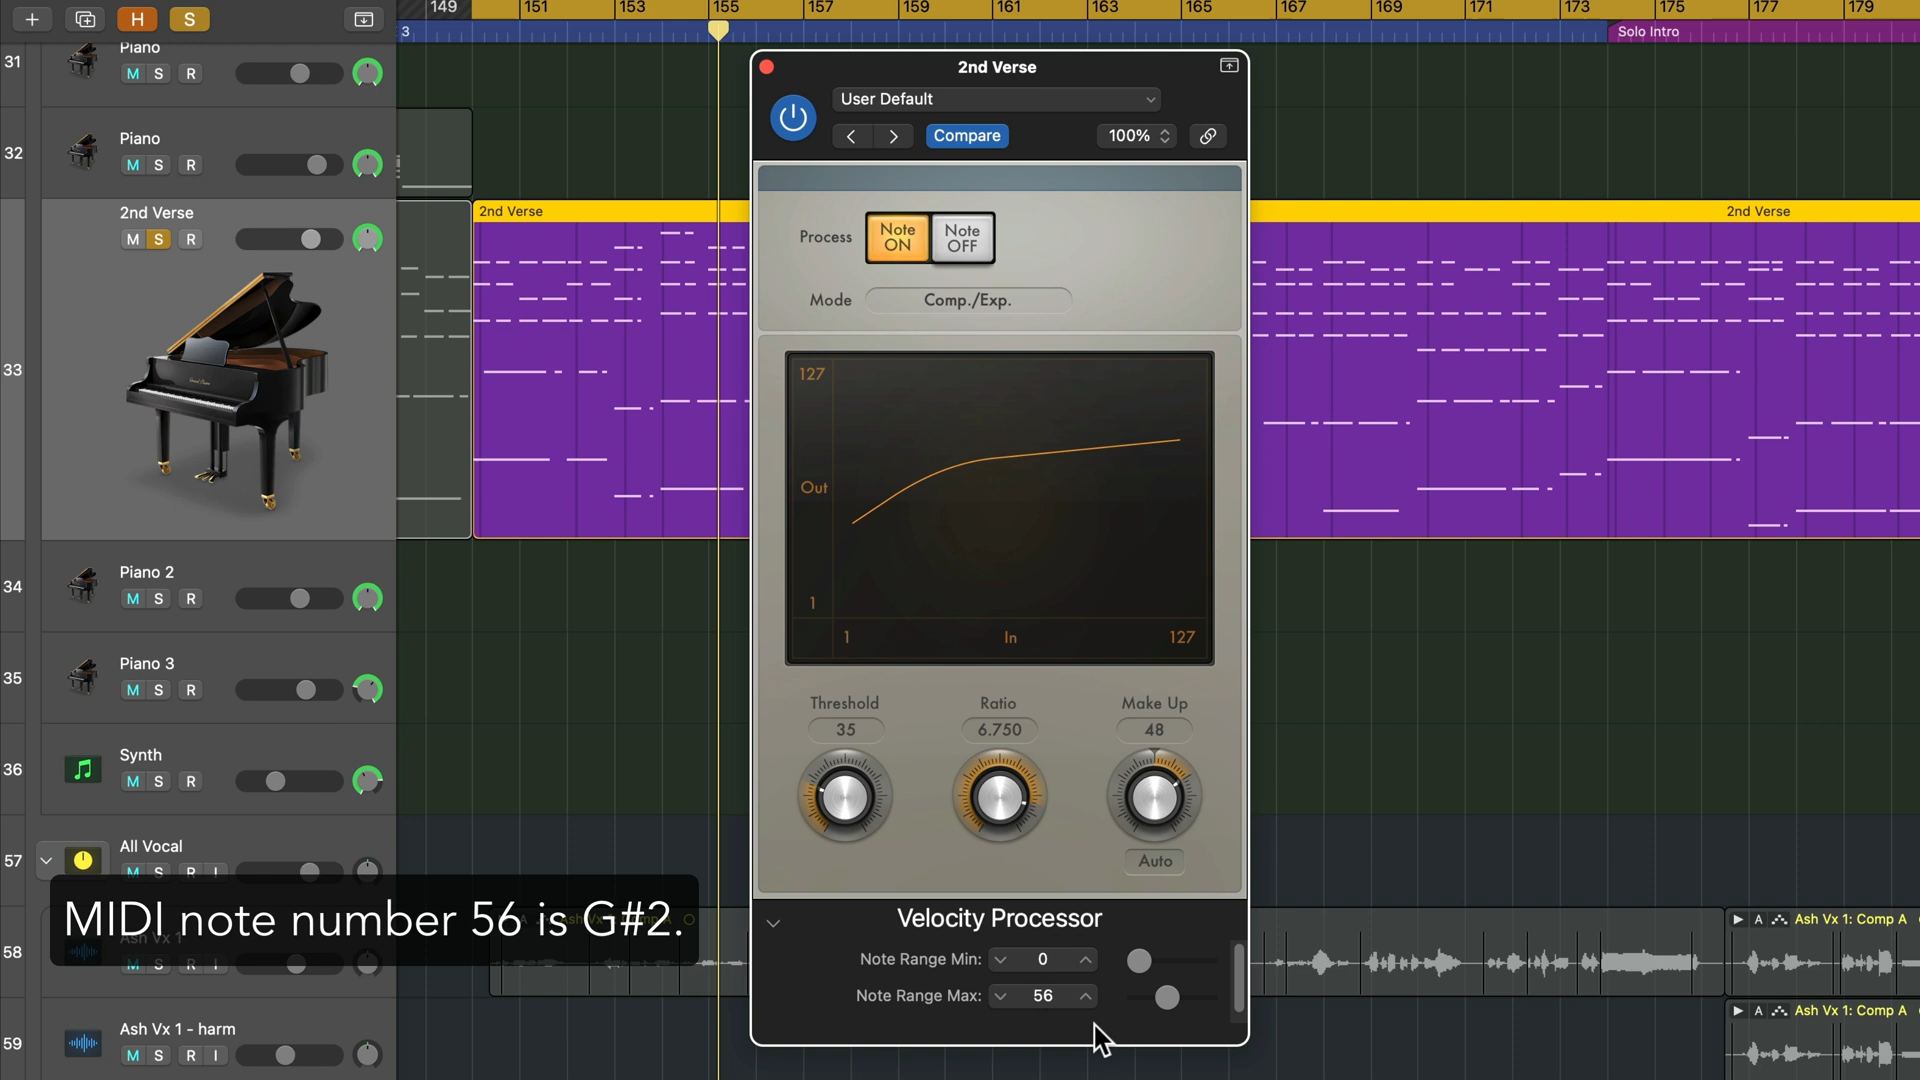 H
S
149
151
153
155
157
159
161
163
165
167
169
171
173
175
177
179
3
Solo Intro
31
Piano
M S R
32
Piano
M S R
33
2nd Verse
M S R
34
Piano 2
M S R
35
Piano 3
M S R
36
Synth
M S R
57
All Vocal
M S R I
58
Ash Vx 1
M S R I
59
Ash Vx 1 - harm
M S R I
MIDI note number 56 is G#2.
2nd Verse
2nd Verse
2nd Verse
User Default
Compare
100%
Process
Note ON
Note OFF
Mode
Comp./Exp.
127
Out
1
1
In
127
Threshold
35
Ratio
6.750
Make Up
48
Auto
Velocity Processor
Note Range Min: 0
Note Range Max: 56
A Ash Vx 1: Comp A
A Ash Vx 1: Comp A